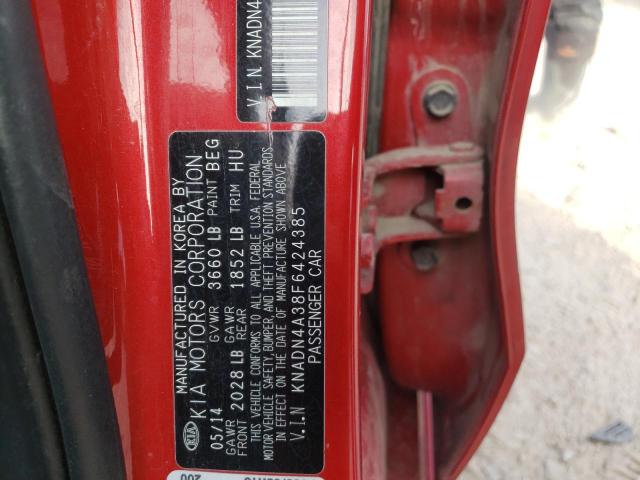 V.I.N KNADN4
KIA
MANUFACTURED IN KOREA BY
KIA MOTORS CORPORATION
05/14 GVWR 3660 LB PAINT BEG
GAWR FRONT 2028 LB GAWR REAR 1852 LB TRIM HU
THIS VEHICLE CONFORMS TO ALL APPLICABLE U.S.A. FEDERAL
MOTOR VEHICLE SAFETY, BUMPER, AND THEFT PREVENTION STANDARDS
IN EFFECT ON THE DATE OF MANUFACTURE SHOWN ABOVE
V.I.N KNADN4A38F6424385
PASSENGER CAR
200